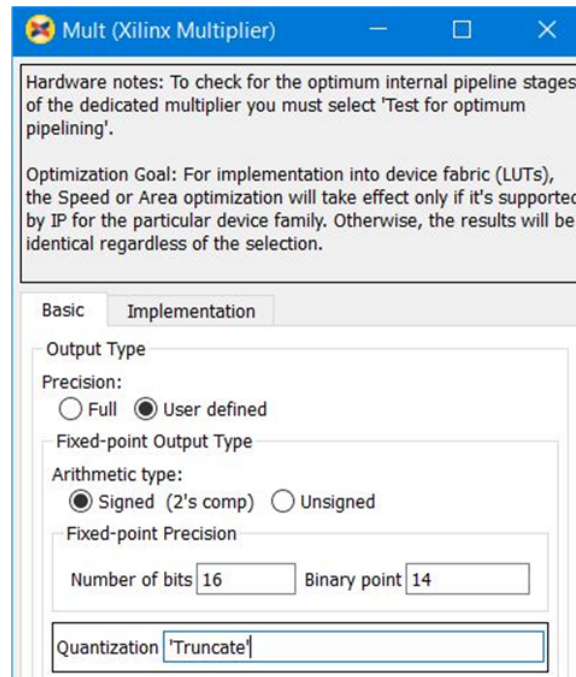 Mult (Xilinx Multiplier)
Hardware notes: To check for the optimum internal pipeline stages
of the dedicated multiplier you must select 'Test for optimum
pipelining'.
Optimization Goal: For implementation into device fabric (LUTs),
the Speed or Area optimization will take effect only if it's supported
by IP for the particular device family. Otherwise, the results will be
identical regardless of the selection.
Basic Implementation
Output Type
Precision:
Full User defined
Fixed-point Output Type
Arithmetic type:
Signed (2's comp) Unsigned
Fixed-point Precision
Number of bits 16 Binary point 14
Quantization 'Truncate'